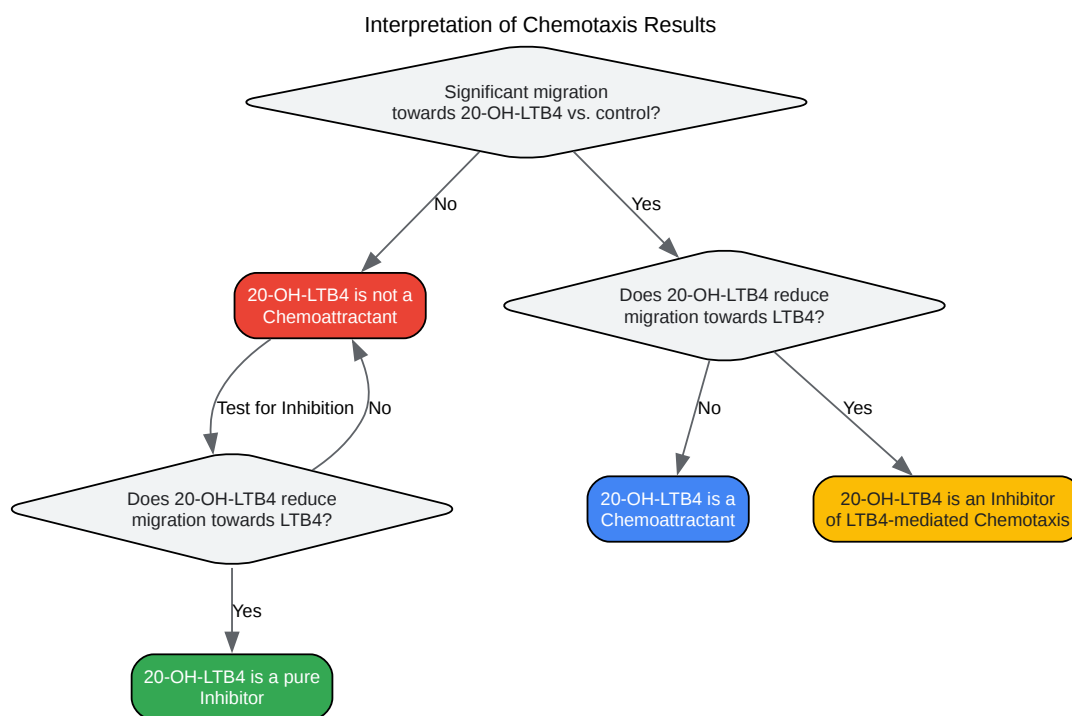 Interpretation of Chemotaxis Results
Significant migration
towards 20-OH-LTB4 vs. control?
No
Yes
20-OH-LTB4 is not a
Chemoattractant
Does 20-OH-LTB4 reduce
migration towards LTB4?
Test for Inhibition
No
No
Yes
Does 20-OH-LTB4 reduce
migration towards LTB4?
20-OH-LTB4 is a
Chemoattractant
20-OH-LTB4 is an Inhibitor
of LTB4-mediated Chemotaxis
Yes
20-OH-LTB4 is a pure
Inhibitor